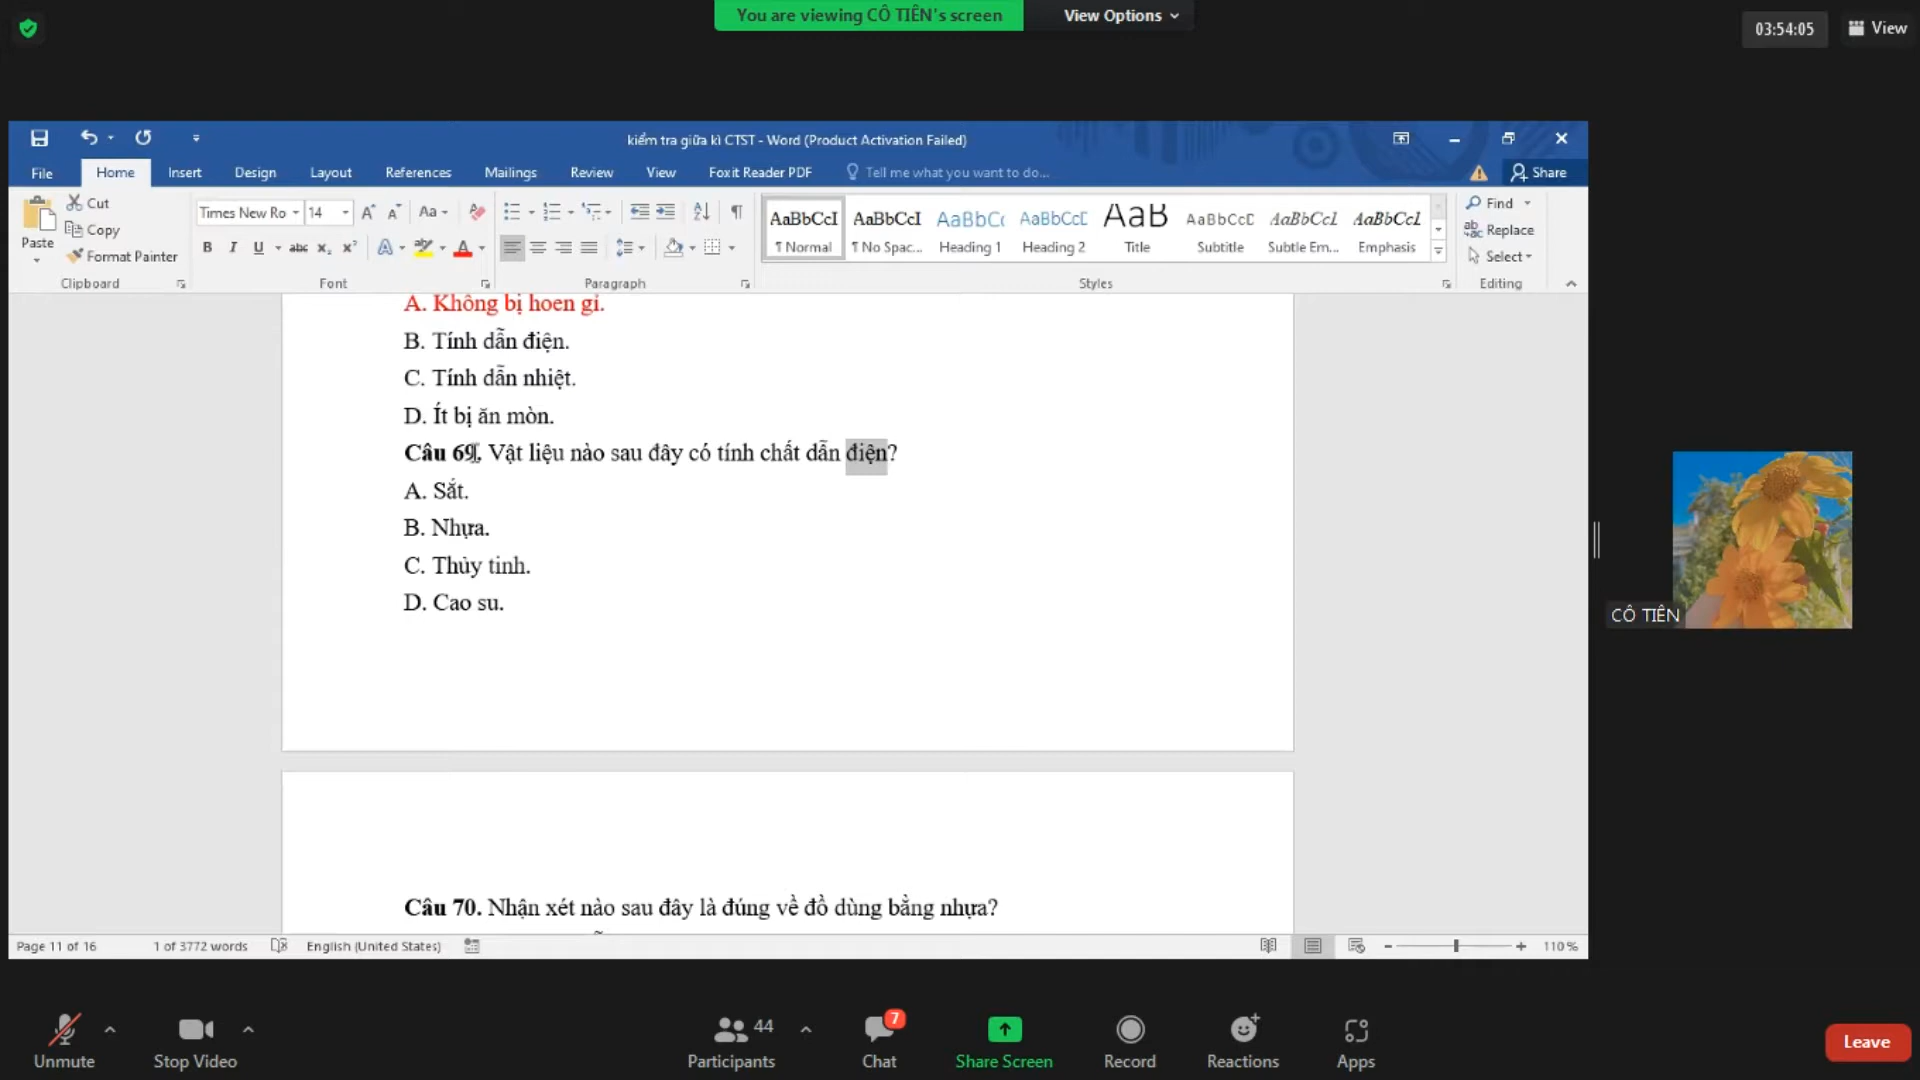 You are viewing CÔ TIÊN's screen
View Options
03:54:05
View
kiểm tra giữa kì CTST - Word (Product Activation Failed)
File
Home
Insert
Design
Layout
References
Mailings
Review
View
Foxit Reader PDF
Tell me what you want to do...
Share
Paste
Cut
Copy
Format Painter
Clipboard
Times New Ro
14
Font
Paragraph
AaBbCcI
¶ Normal
AaBbCcI
¶ No Spac...
AaBbCc
Heading 1
AaBbCcE
Heading 2
AaB
Title
AaBbCcD
Subtitle
AaBbCcI
Subtle Em...
AaBbCcI
Emphasis
Styles
Find
Replace
Select
Editing
A. Không bị hoen gỉ.
B. Tính dẫn điện.
C. Tính dẫn nhiệt.
D. Ít bị ăn mòn.
Câu 69. Vật liệu nào sau đây có tính chất dẫn điện?
A. Sắt.
B. Nhựa.
C. Thủy tinh.
D. Cao su.
Câu 70. Nhận xét nào sau đây là đúng về đồ dùng bằng nhựa?
CÔ TIÊN
Page 11 of 16
1 of 3772 words
English (United States)
110 %
Unmute
Stop Video
44
Participants
7
Chat
Share Screen
Record
Reactions
Apps
Leave